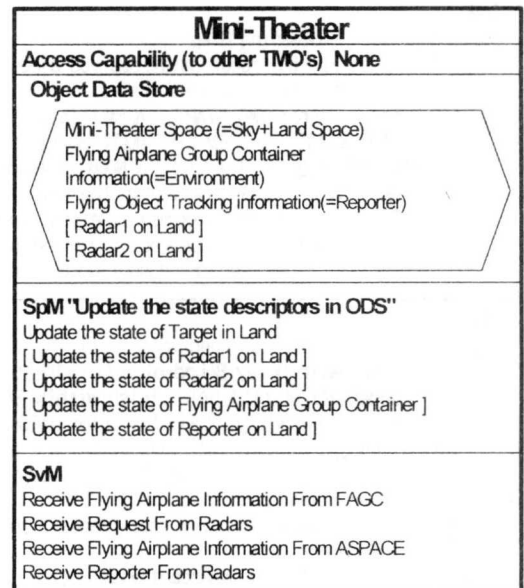 Mini-Theater
Access Capability (to other TMO's) None
Object Data Store
Mini-Theater Space (=Sky+Land Space)
Flying Airplane Group Container
Information(=Environment)
Flying Object Tracking information(=Reporter)
[ Radar1 on Land ]
[ Radar2 on Land ]
SpM "Update the state descriptors in ODS"
Update the state of Target in Land
[ Update the state of Radar1 on Land ]
[ Update the state of Radar2 on Land ]
[ Update the state of Flying Airplane Group Container ]
[ Update the state of Reporter on Land ]
SvM
Receive Flying Airplane Information From FAGC
Receive Request From Radars
Receive Flying Airplane Information From ASPACE
Receive Reporter From Radars